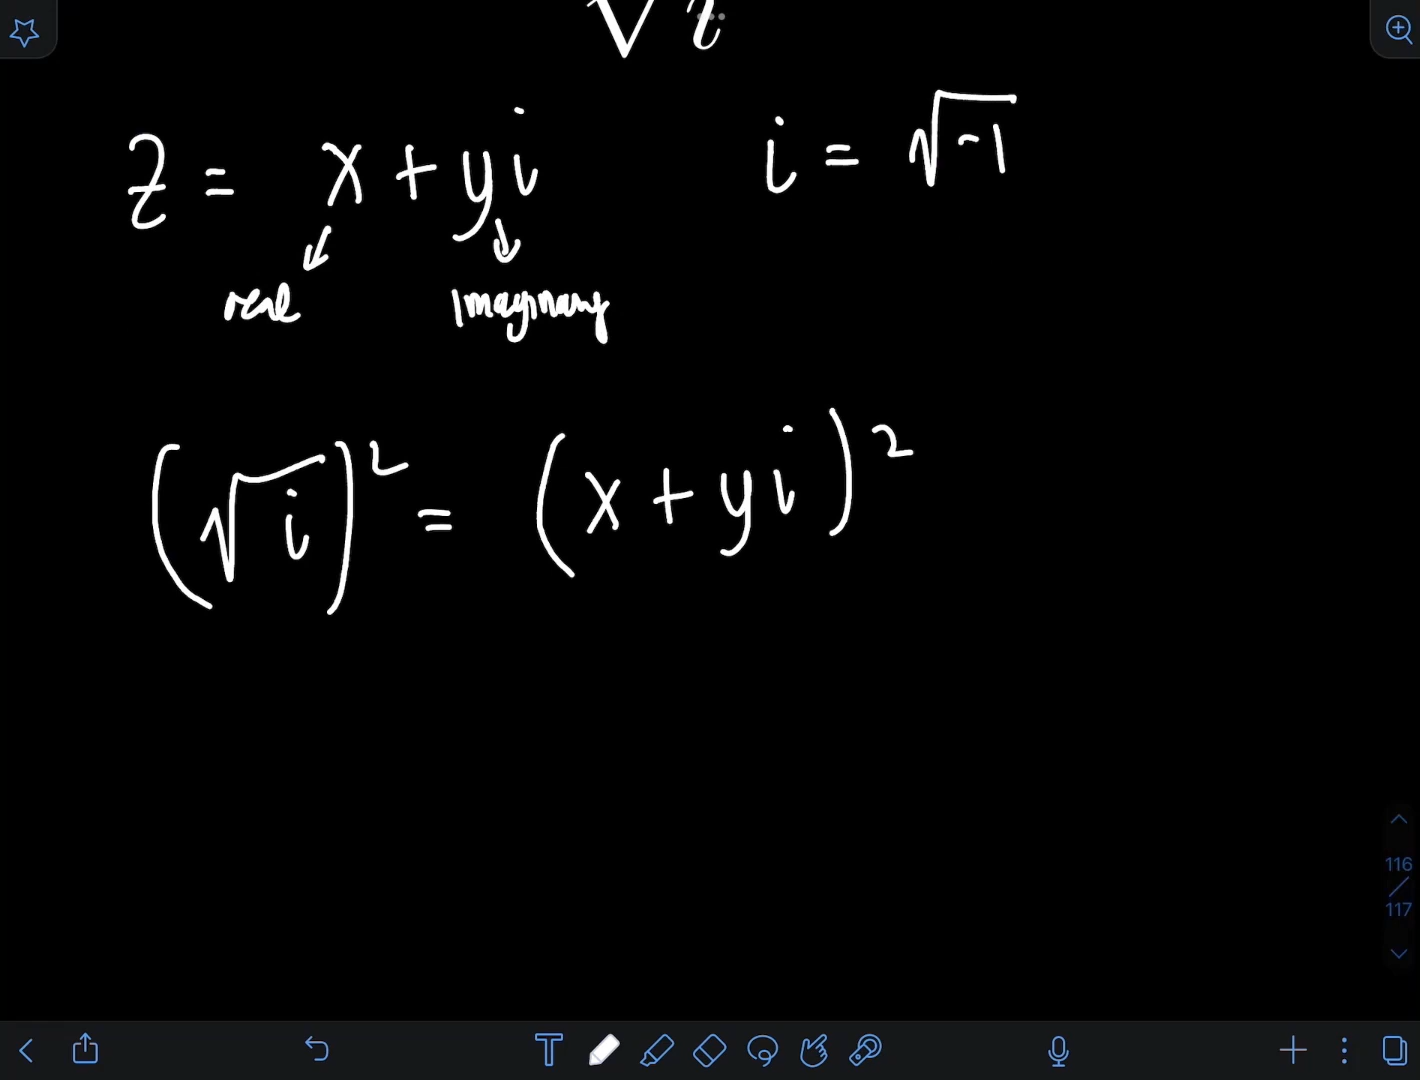 √i
z = x + yi i = √-1
real imaginary
(√i)² = (x + yi)²
116
117
T